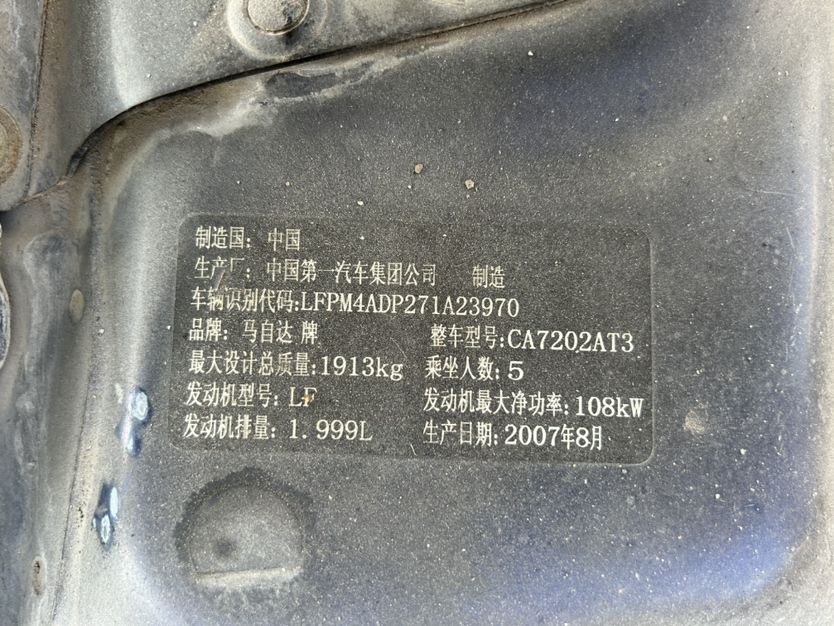 制造国：中国
生产厂：中国第一汽车集团公司 制造
车辆识别代码:LFPM4ADP271A23970
品牌：马自达 牌 整车型号:CA7202AT3
最大设计总质量:1913kg 乘坐人数: 5
发动机型号：LF 发动机最大净功率:108kW
发动机排量：1.999L 生产日期:2007年8月